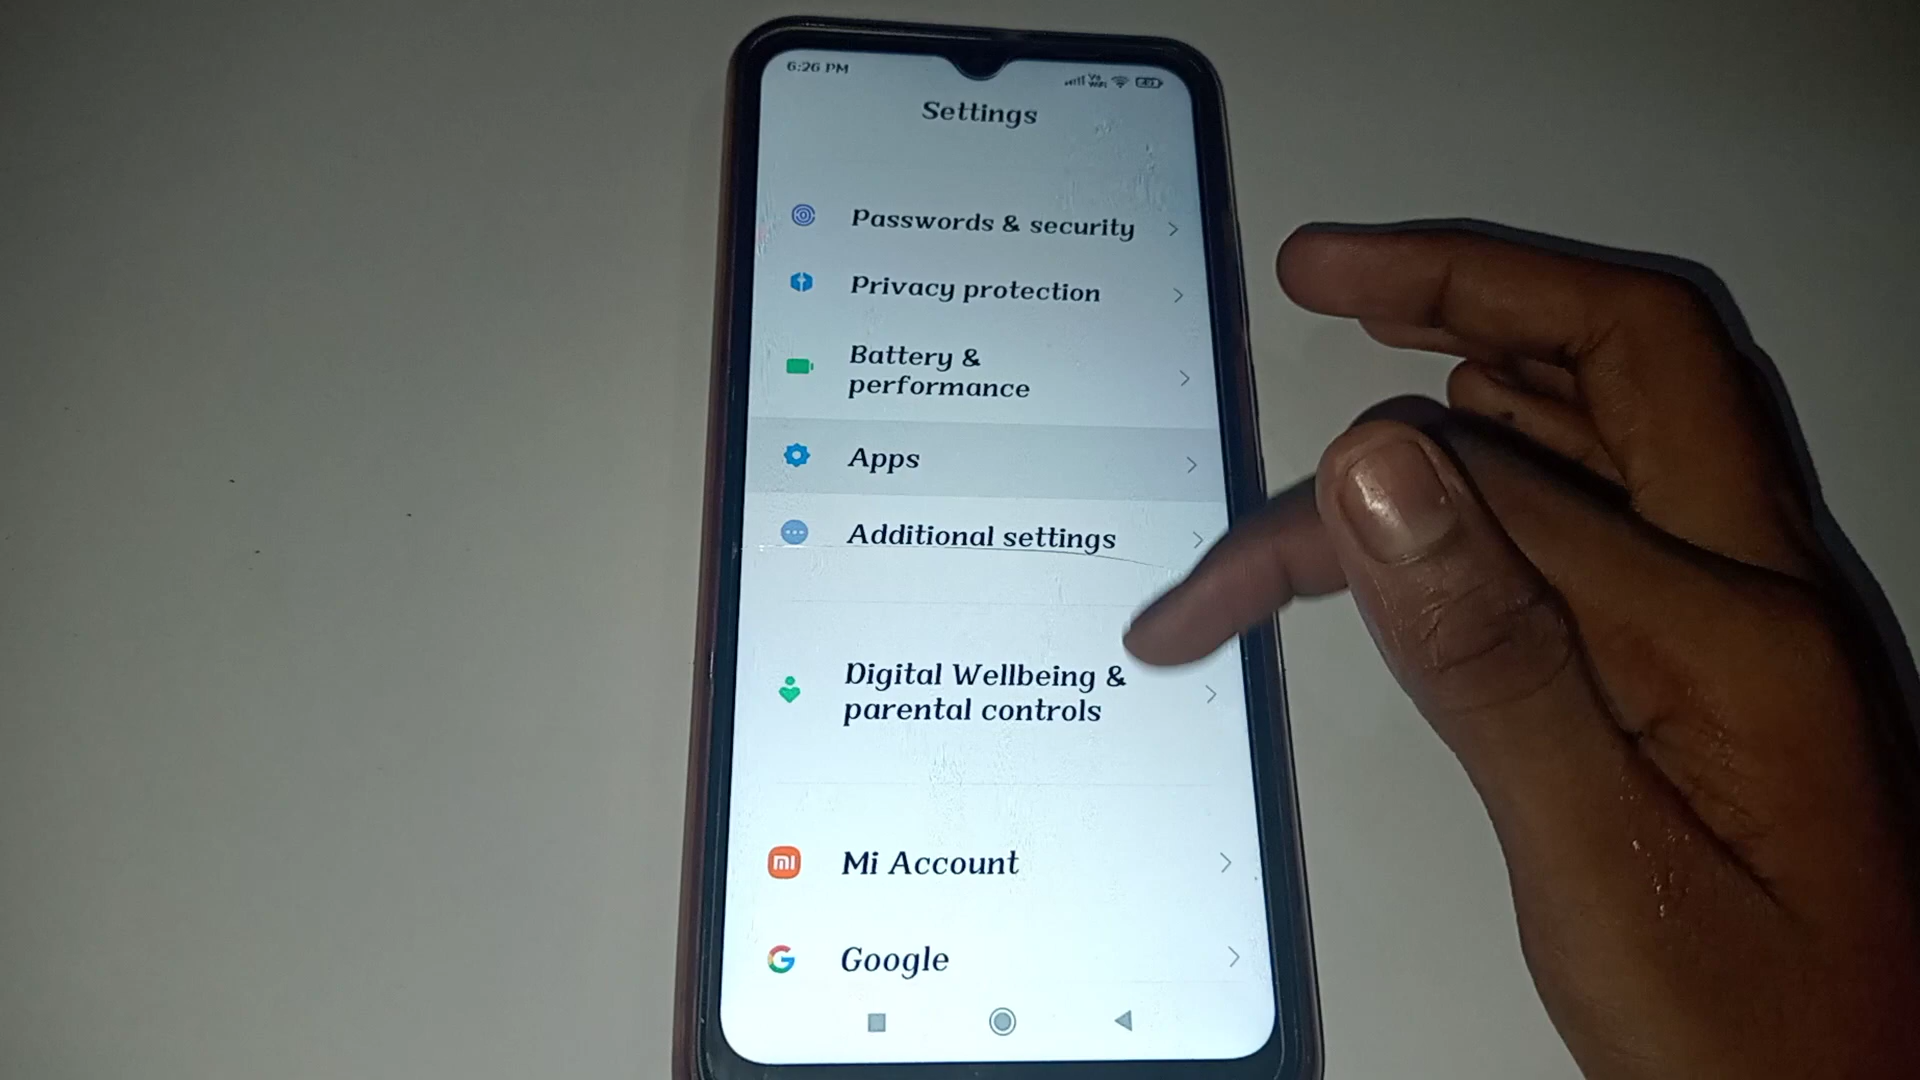 6:26 PM
Settings
Passwords & security
Privacy protection
Battery &
performance
Apps
Additional settings
Digital Wellbeing &
parental controls
mi Mi Account
Google